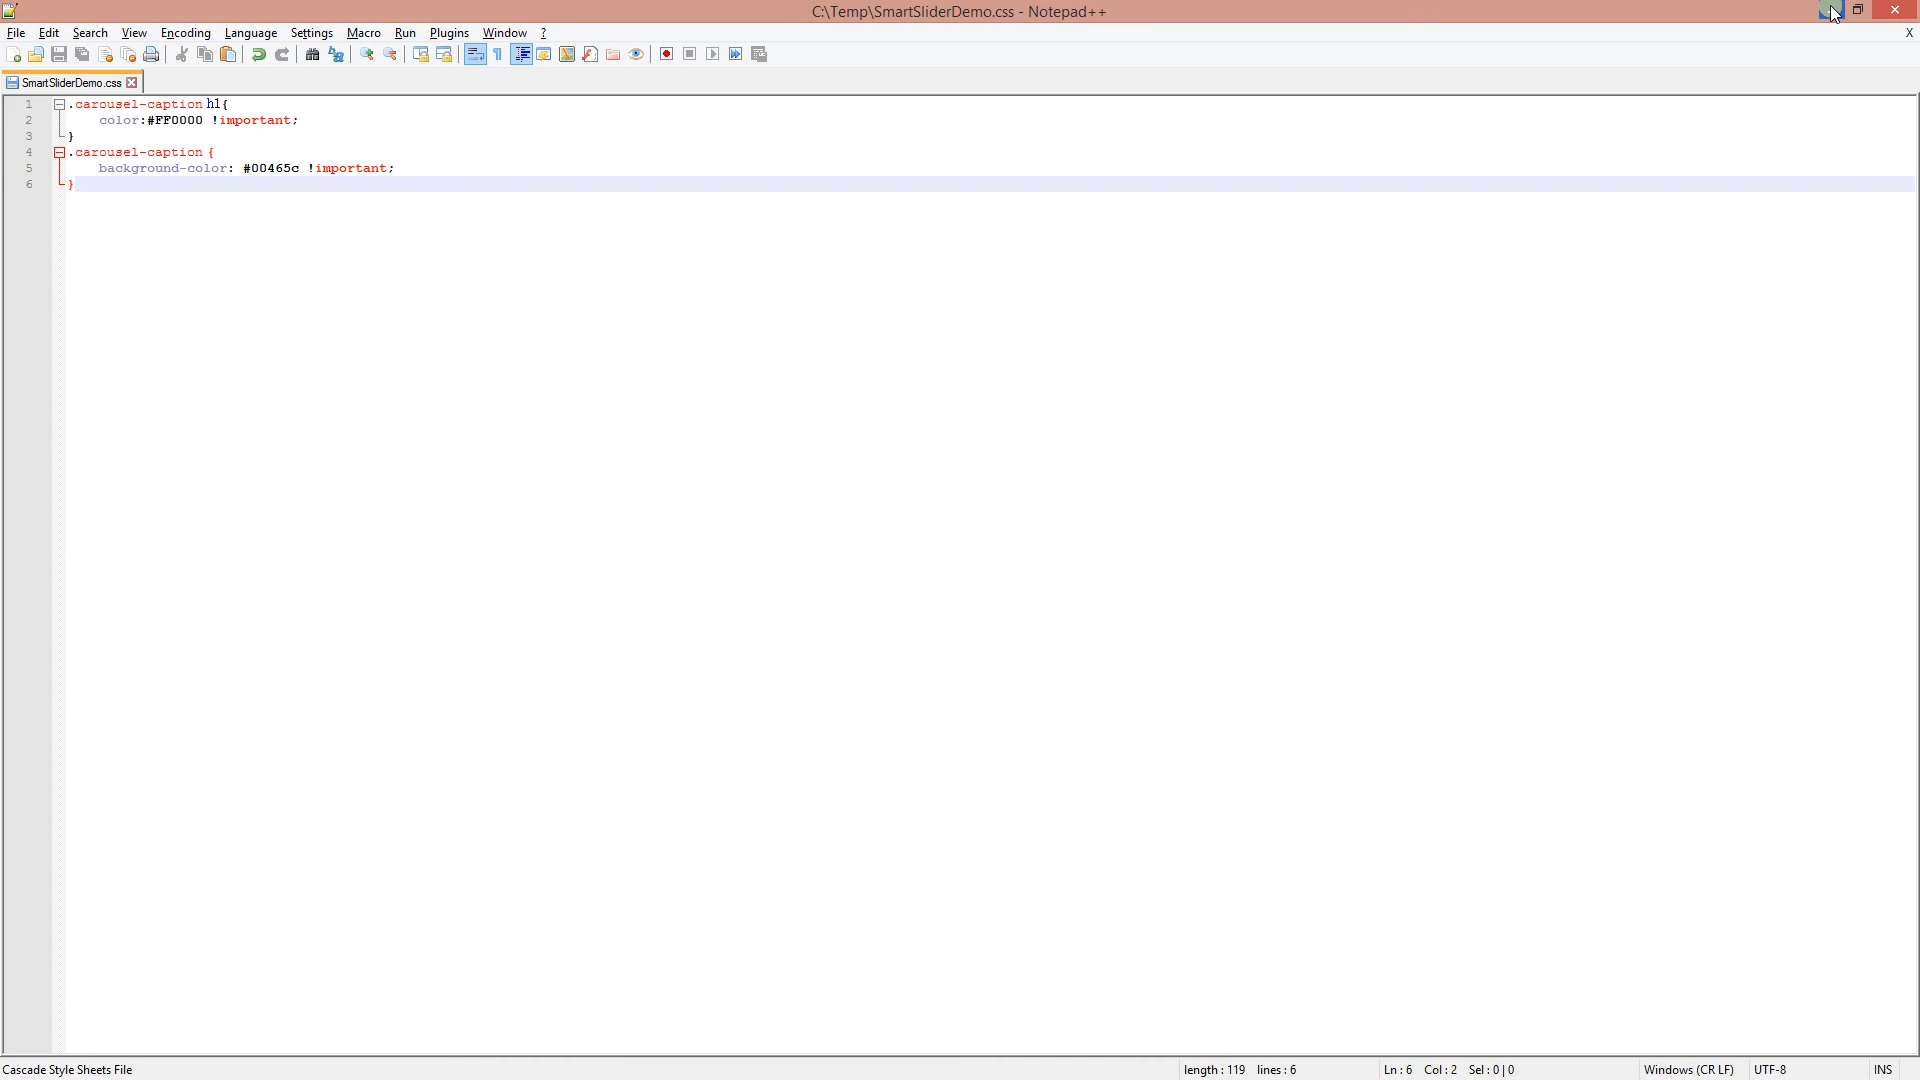 C:\Temp\SmartSliderDemo.css - Notepad++
File Edit Search View Encoding Language Settings Macro Run Plugins Window ? X
SmartSliderDemo.css
1 .carousel-caption h1{
2 color:#FF0000 !important;
3 }
4 .carousel-caption {
5 background-color: #00465c !important;
6 }
Cascade Style Sheets File length : 119 lines : 6 Ln : 6 Col : 2 Sel : 0 | 0 Windows (CR LF) UTF-8 INS